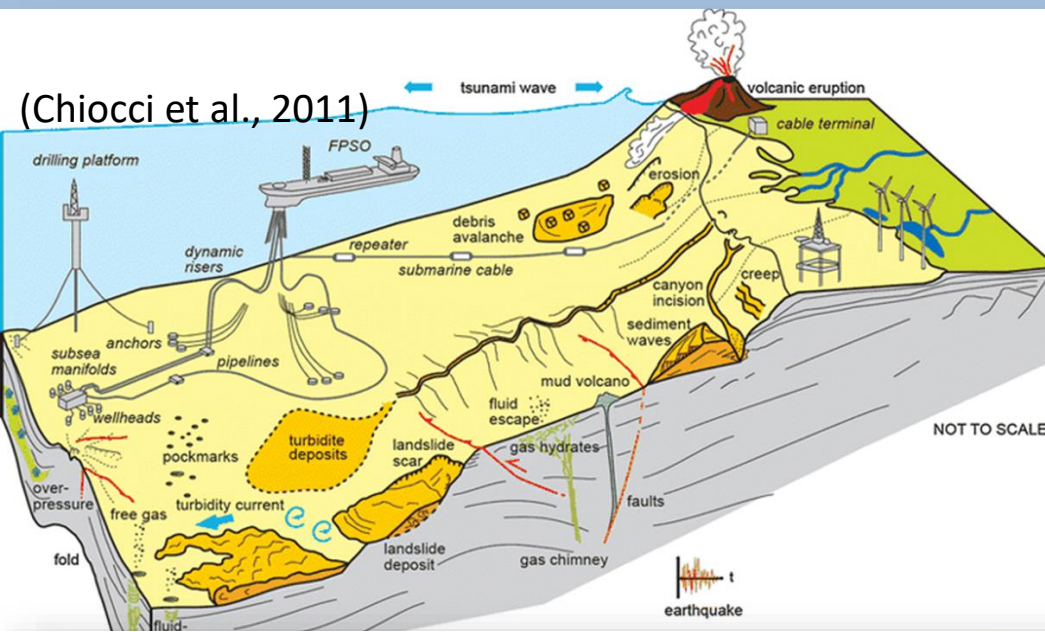 (Chiocci et al., 2011)
tsunami wave
volcanic eruption
cable terminal
drilling platform
FPSO
erosion
debris
avalanche
dynamic
risers
repeater
submarine cable
creep
canyon
incision
sediment
waves
anchors
subsea
manifolds
pipelines
mud volcano
wellheads
fluid
escape
NOT TO SCALE
turbidite
deposits
landslide
scar
gas hydrates
pockmarks
over-
pressure
free gas
turbidity current
faults
fold
landslide
deposit
gas chimney
t
earthquake
fluid-